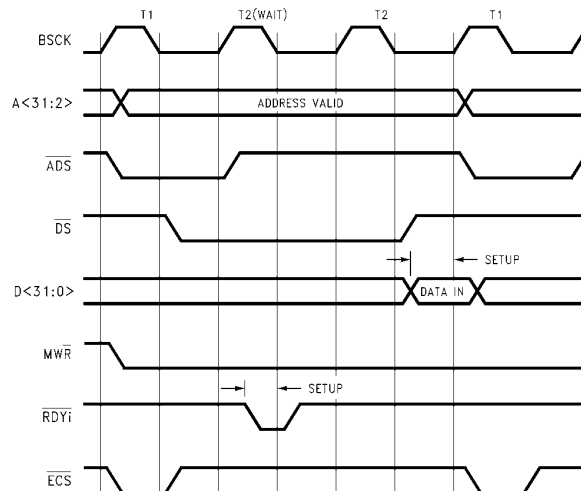 T1 T2(WAIT) T2 T1
BSCK
A<31:2> ADDRESS VALID
ADS
DS
SETUP
D<31:0> DATA IN
MWR
SETUP
RDYi
ECS